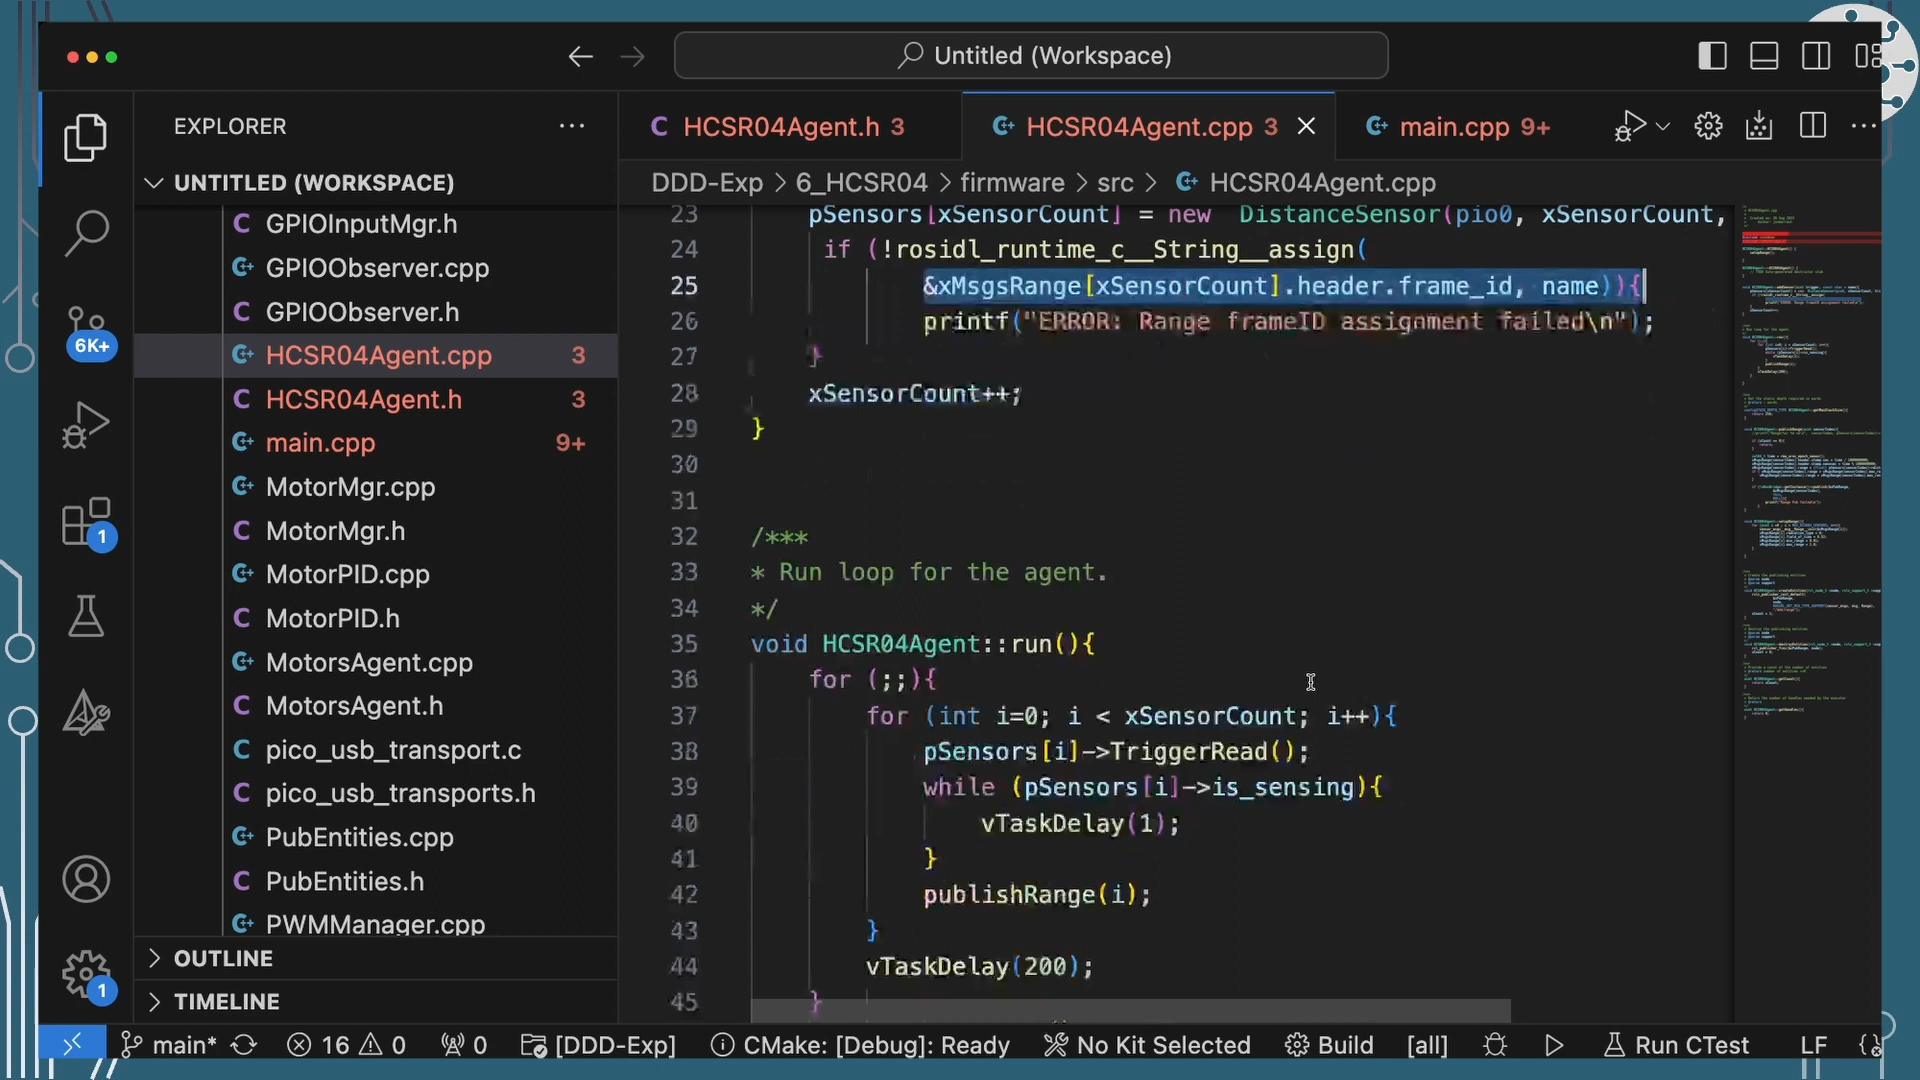 Untitled (Workspace)
EXPLORER
UNTITLED (WORKSPACE)
GPIOInputMgr.h
GPIOObserver.cpp
GPIOObserver.h
HCSR04Agent.cpp 3
HCSR04Agent.h 3
main.cpp 9+
MotorMgr.cpp
MotorMgr.h
MotorPID.cpp
MotorPID.h
MotorsAgent.cpp
MotorsAgent.h
pico_usb_transport.c
pico_usb_transports.h
PubEntities.cpp
PubEntities.h
PWMManager.cpp
OUTLINE
TIMELINE
6K+
1
1
HCSR04Agent.h 3
HCSR04Agent.cpp 3
main.cpp 9+
DDD-Exp > 6_HCSR04 > firmware > src > HCSR04Agent.cpp
23 pSensors[xSensorCount] = new DistanceSensor(pio0, xSensorCount,
24 if (!rosidl_runtime_c__String__assign(
25 &xMsgsRange[xSensorCount].header.frame_id, name)){
26 printf("ERROR: Range frameID assignment failed\n");
27 }
28 xSensorCount++;
29 }
30
31
32 /***
33 * Run loop for the agent.
34 */
35 void HCSR04Agent::run(){
36 for (;;){
37 for (int i=0; i < xSensorCount; i++){
38 pSensors[i]->TriggerRead();
39 while (pSensors[i]->is_sensing){
40 vTaskDelay(1);
41 }
42 publishRange(i);
43 }
44 vTaskDelay(200);
45 }
main* 16 0 0 [DDD-Exp] CMake: [Debug]: Ready No Kit Selected Build [all] Run CTest LF